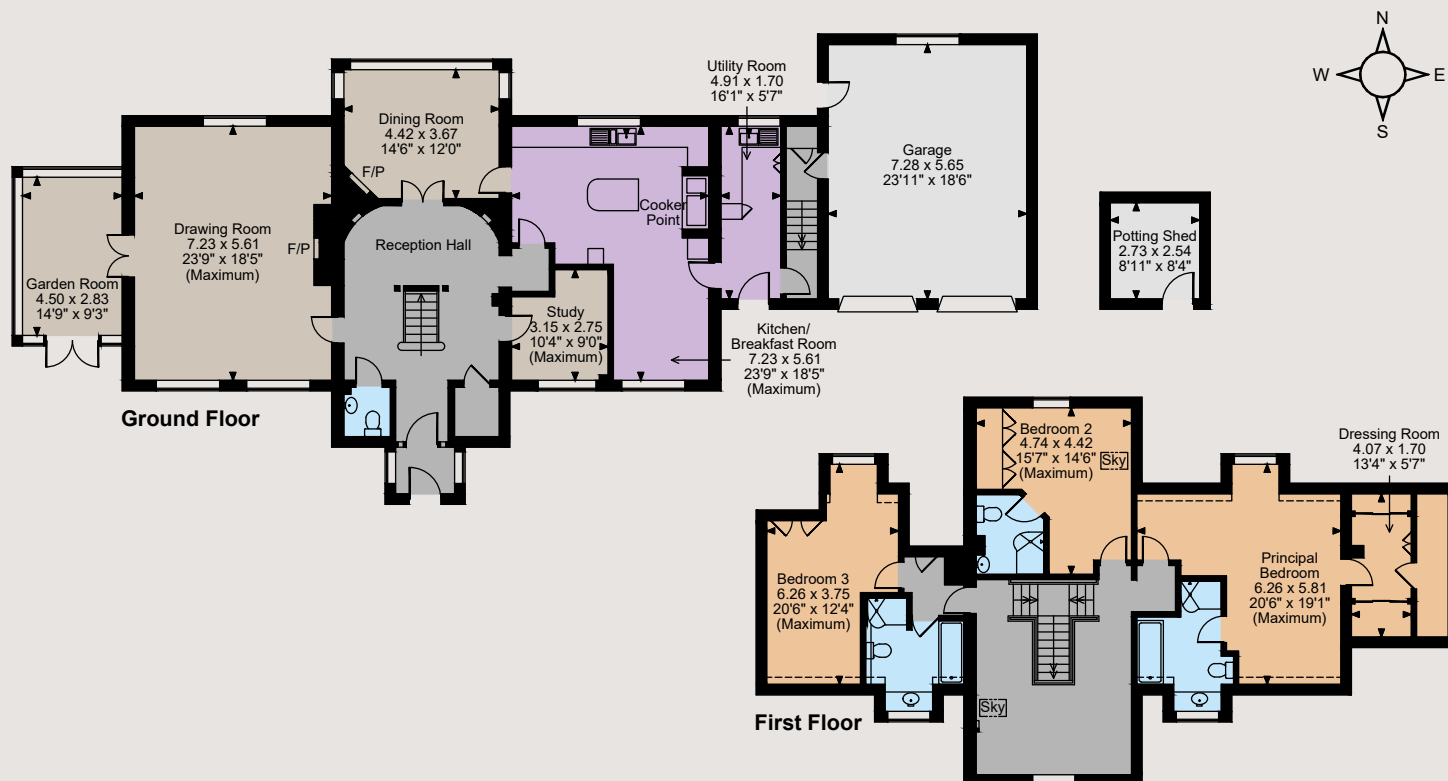 N
W
E
S
Utility Room
4.91 x 1.70
16'1" x 5'7"
Dining Room
4.42 x 3.67
14'6" x 12'0"
F/P
Garage
7.28 x 5.65
23'11" x 18'6"
Cooker
Point
Drawing Room
7.23 x 5.61
23'9" x 18'5"
(Maximum)
F/P
Reception Hall
Potting Shed
2.73 x 2.54
8'11" x 8'4"
Garden Room
4.50 x 2.83
14'9" x 9'3"
Study
3.15 x 2.75
10'4" x 9'0"
(Maximum)
Kitchen/
Breakfast Room
7.23 x 5.61
23'9" x 18'5"
(Maximum)
Ground Floor
Bedroom 2
4.74 x 4.42
15'7" x 14'6"
(Maximum)
Sky
Dressing Room
4.07 x 1.70
13'4" x 5'7"
Bedroom 3
6.26 x 3.75
20'6" x 12'4"
(Maximum)
Principal
Bedroom
6.26 x 5.81
20'6" x 19'1"
(Maximum)
Sky
First Floor